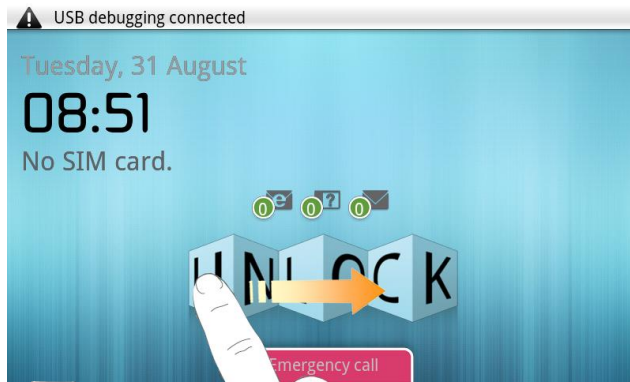 USB debugging connected
Tuesday, 31 August
08:51
No SIM card.
e ? 
0 0 0
UNLOCK
Emergency call